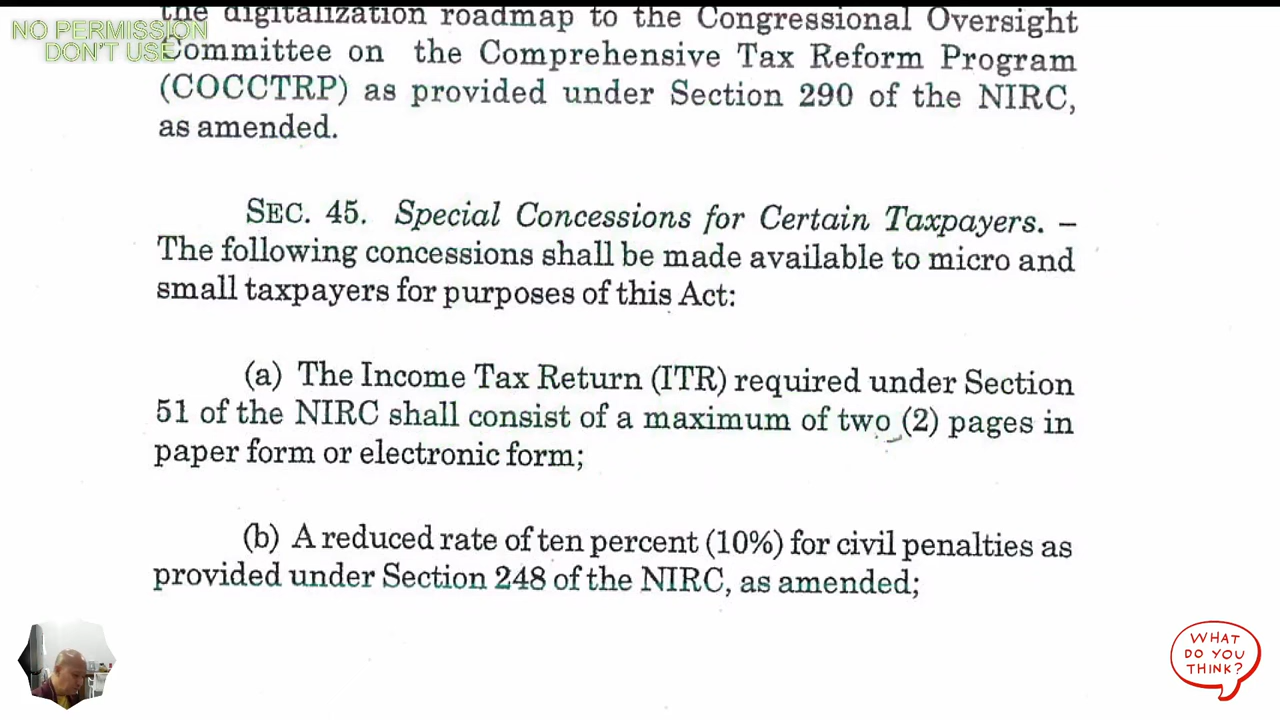 NO PERMISSION
DON'T USE
the digitalization roadmap to the Congressional Oversight
Committee on the Comprehensive Tax Reform Program
(COCCTRP) as provided under Section 290 of the NIRC,
as amended.
SEC. 45. Special Concessions for Certain Taxpayers. –
The following concessions shall be made available to micro and
small taxpayers for purposes of this Act:
(a) The Income Tax Return (ITR) required under Section
51 of the NIRC shall consist of a maximum of two (2) pages in
paper form or electronic form;
(b) A reduced rate of ten percent (10%) for civil penalties as
provided under Section 248 of the NIRC, as amended;
WHAT
DO YOU
THINK?